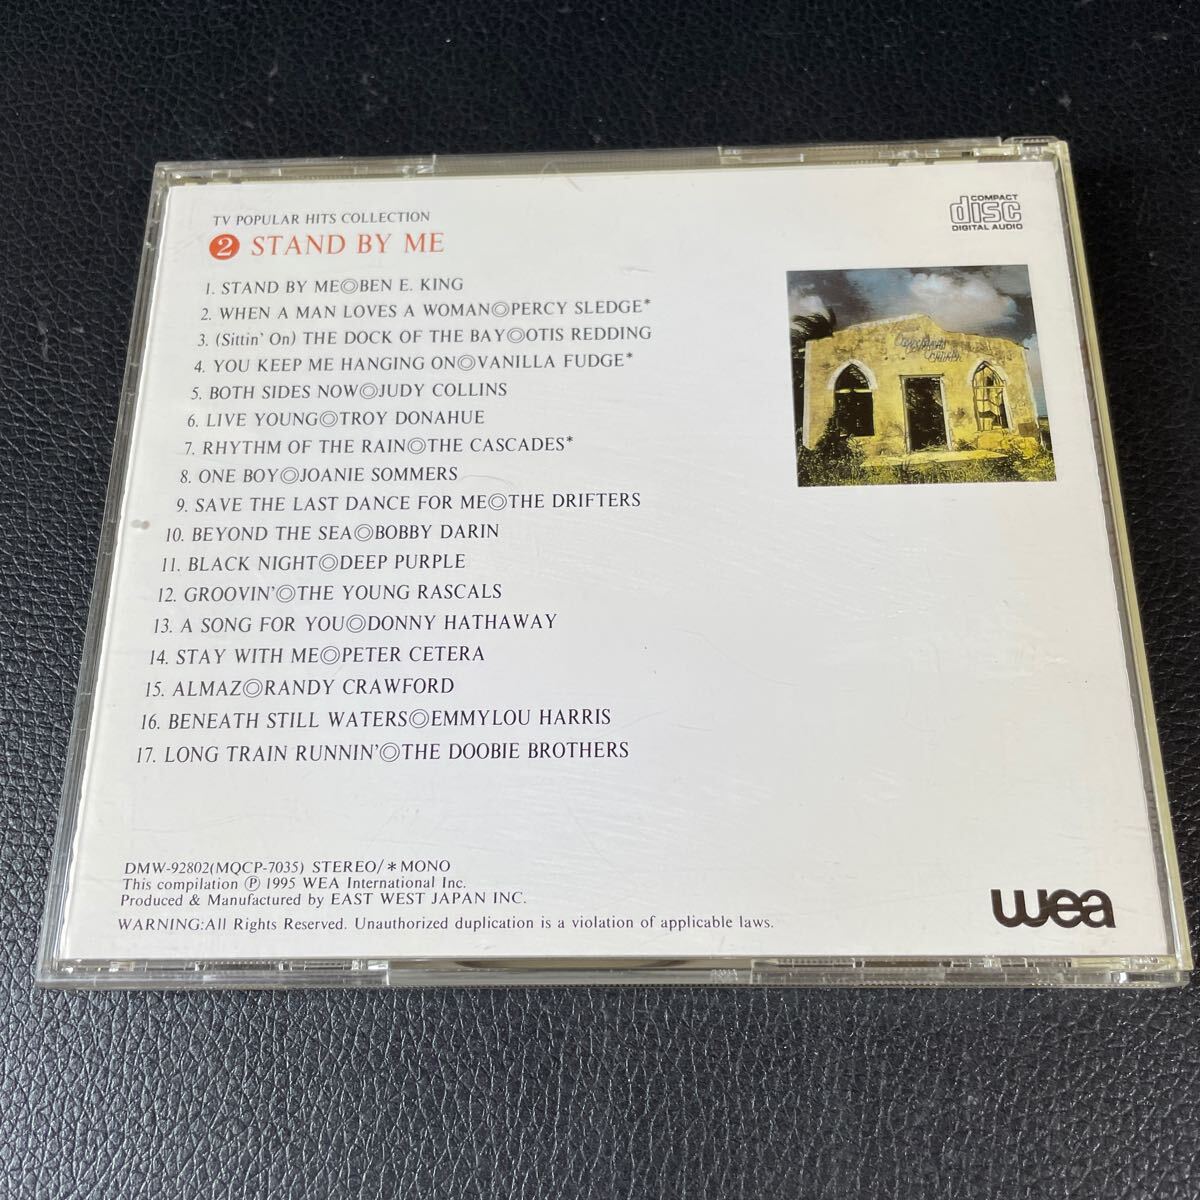 TV POPULAR HITS COLLECTION
2 STAND BY ME
COMPACT
disc
DIGITAL AUDIO
1. STAND BY ME◎BEN E. KING
2. WHEN A MAN LOVES A WOMAN◎PERCY SLEDGE*
3. (Sittin' On) THE DOCK OF THE BAY◎OTIS REDDING
4. YOU KEEP ME HANGING ON◎VANILLA FUDGE*
5. BOTH SIDES NOW◎JUDY COLLINS
6. LIVE YOUNG◎TROY DONAHUE
7. RHYTHM OF THE RAIN◎THE CASCADES*
8. ONE BOY◎JOANIE SOMMERS
9. SAVE THE LAST DANCE FOR ME◎THE DRIFTERS
10. BEYOND THE SEA◎BOBBY DARIN
11. BLACK NIGHT◎DEEP PURPLE
12. GROOVIN'◎THE YOUNG RASCALS
13. A SONG FOR YOU◎DONNY HATHAWAY
14. STAY WITH ME◎PETER CETERA
15. ALMAZ◎RANDY CRAWFORD
16. BENEATH STILL WATERS◎EMMYLOU HARRIS
17. LONG TRAIN RUNNIN'◎THE DOOBIE BROTHERS
DMW-92802(MQCP-7035) STEREO/*MONO
This compilation ℗ 1995 WEA International Inc.
Produced & Manufactured by EAST WEST JAPAN INC.
WARNING:All Rights Reserved. Unauthorized duplication is a violation of applicable laws.
wea